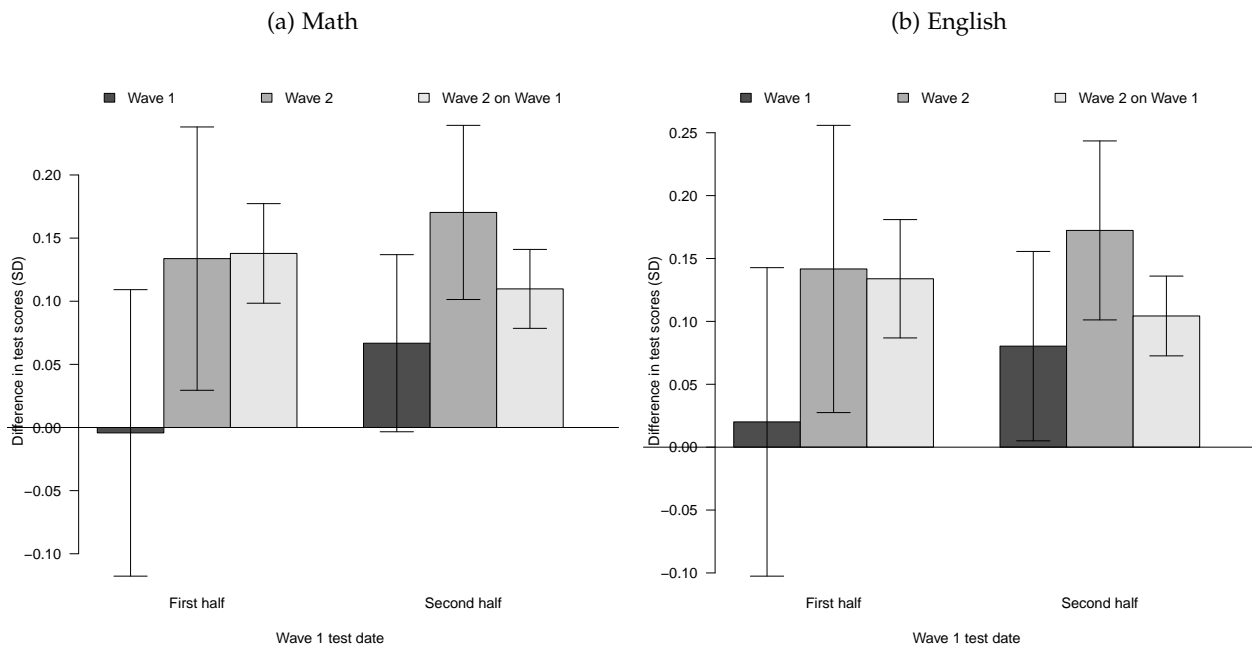 (a) Math
Wave 1 Wave 2 Wave 2 on Wave 1
Difference in test scores (SD)
0.20
0.15
0.10
0.05
0.00
−0.05
−0.10
First half Second half
Wave 1 test date
(b) English
Wave 1 Wave 2 Wave 2 on Wave 1
Difference in test scores (SD)
0.25
0.20
0.15
0.10
0.05
0.00
−0.05
−0.10
First half Second half
Wave 1 test date